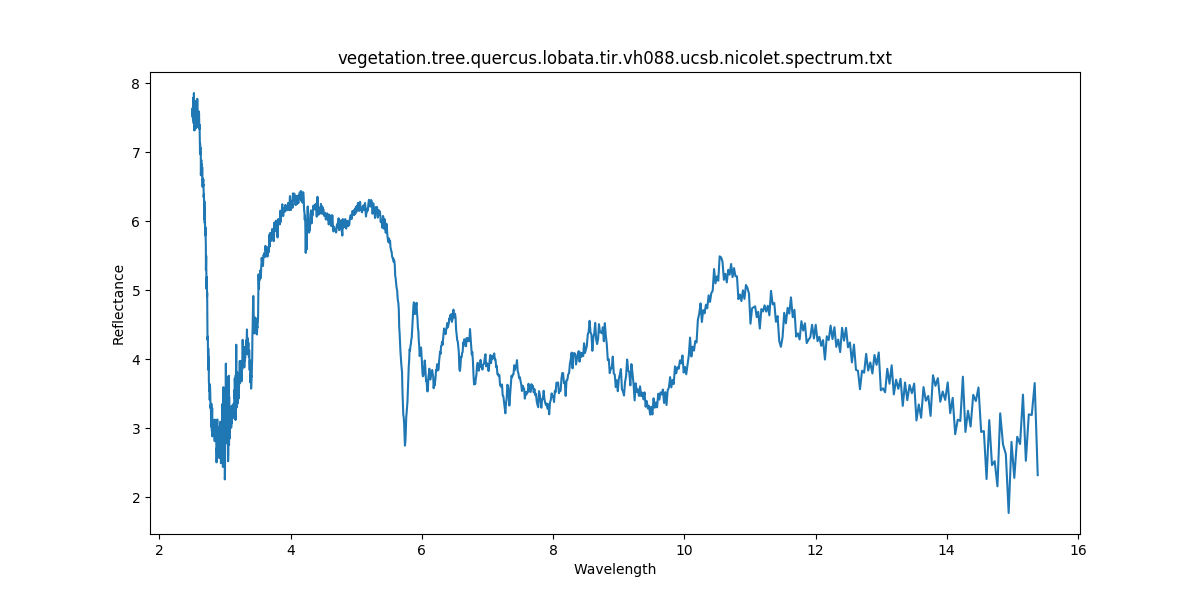 vegetation.tree.quercus.lobata.tir.vh088.ucsb.nicolet.spectrum.txt
8
7
6
5
4
3
2
Reflectance
2 4 6 8 10 12 14 16
Wavelength